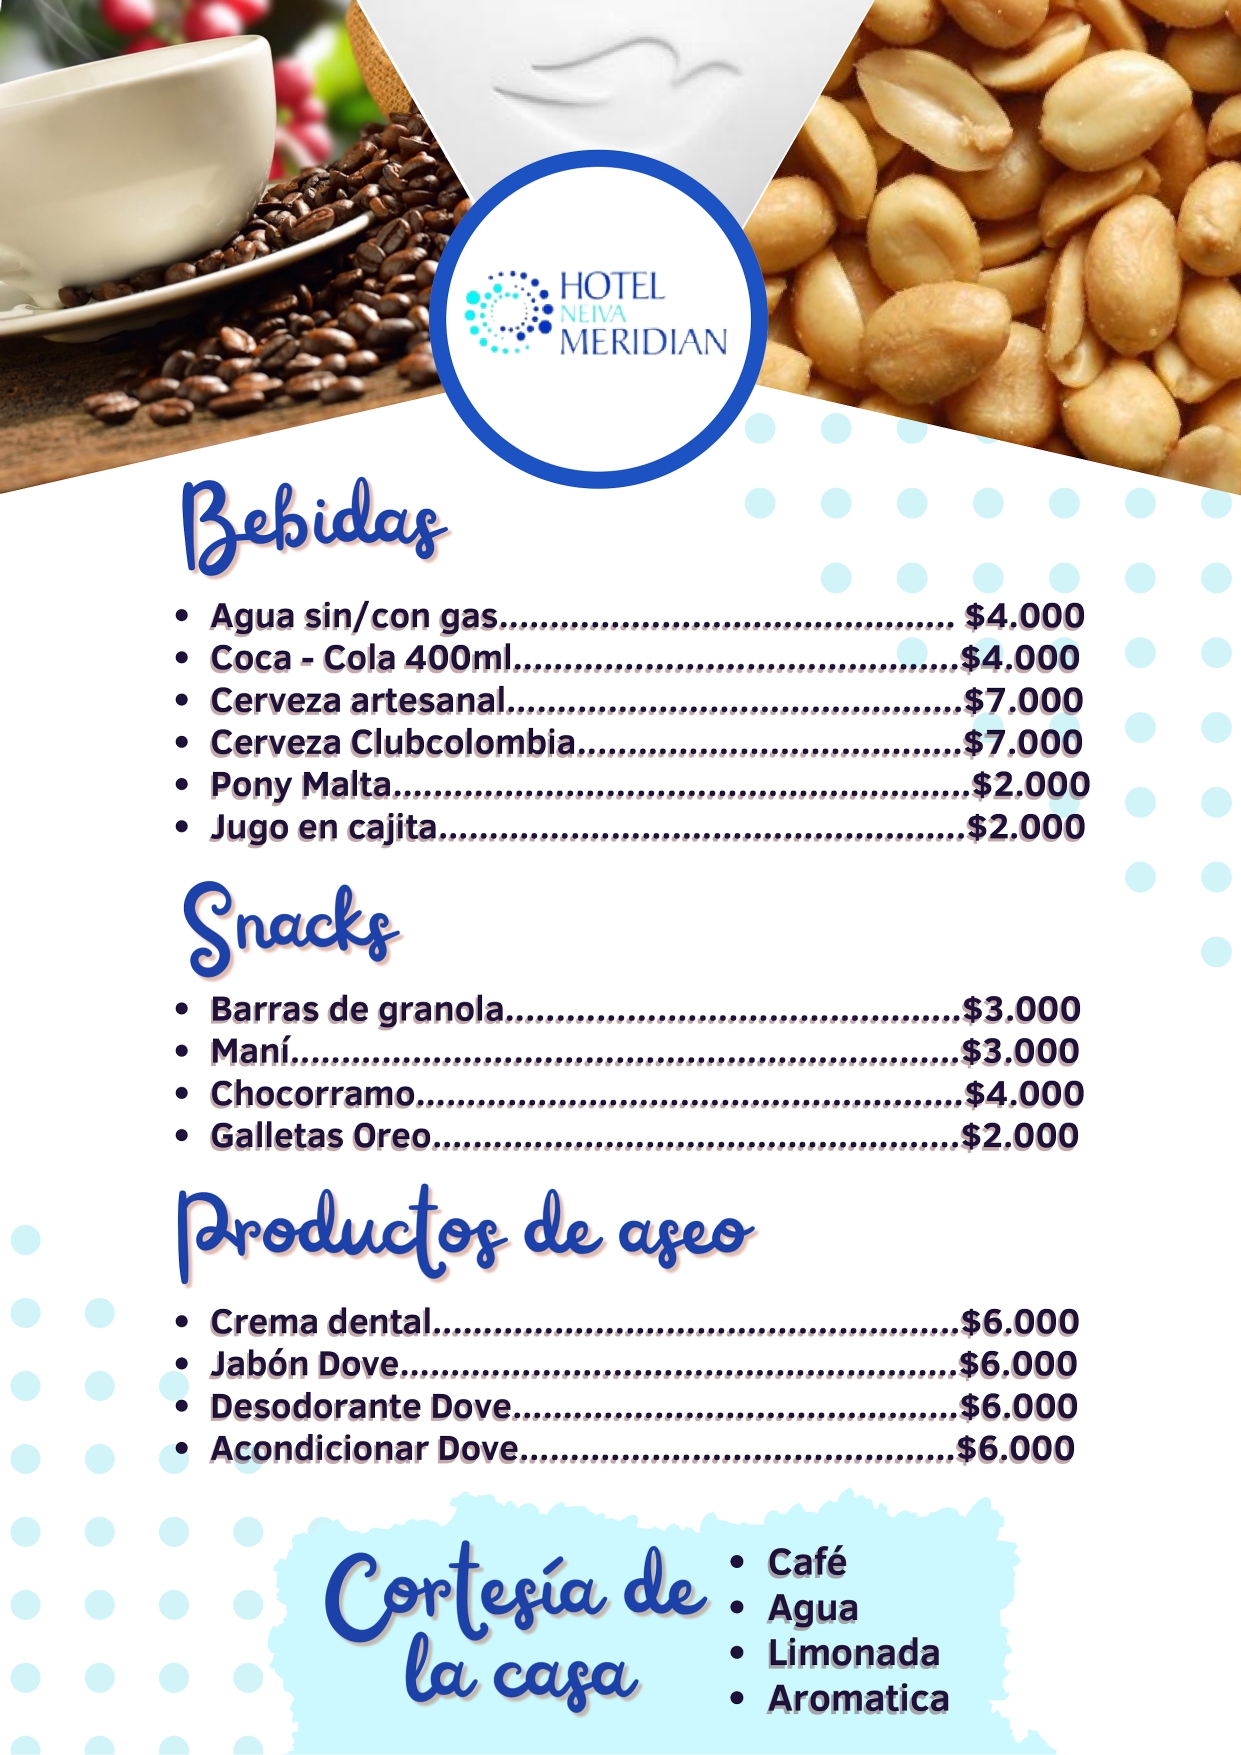 HOTEL
NEIVA
MERIDIAN
Bebidas
• Agua sin/con gas............................................. $4.000
• Coca - Cola 400ml............................................$4.000
• Cerveza artesanal.............................................$7.000
• Cerveza Clubcolombia......................................$7.000
• Pony Malta.........................................................$2.000
• Jugo en cajita....................................................$2.000
Snacks
• Barras de granola.............................................$3.000
• Maní..................................................................$3.000
• Chocorramo......................................................$4.000
• Galletas Oreo....................................................$2.000
Productos de aseo
• Crema dental....................................................$6.000
• Jabón Dove.......................................................$6.000
• Desodorante Dove............................................$6.000
• Acondicionar Dove...........................................$6.000
Cortesía de
la casa
• Café
• Agua
• Limonada
• Aromatica